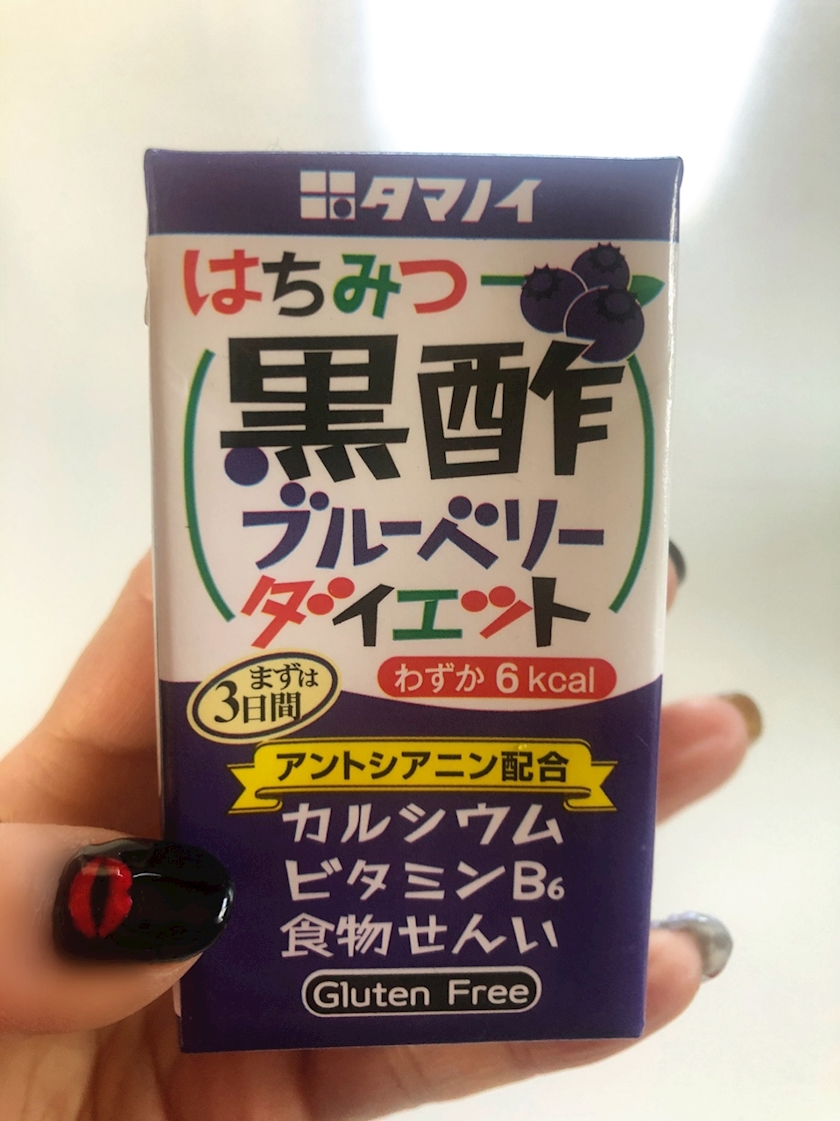 タマノイ
はちみつ
黒酢
ブルーベリー
ダイエット
まずは
3日間
わずか 6 kcal
アントシアニン配合
カルシウム
ビタミンB6
食物せんい
Gluten Free